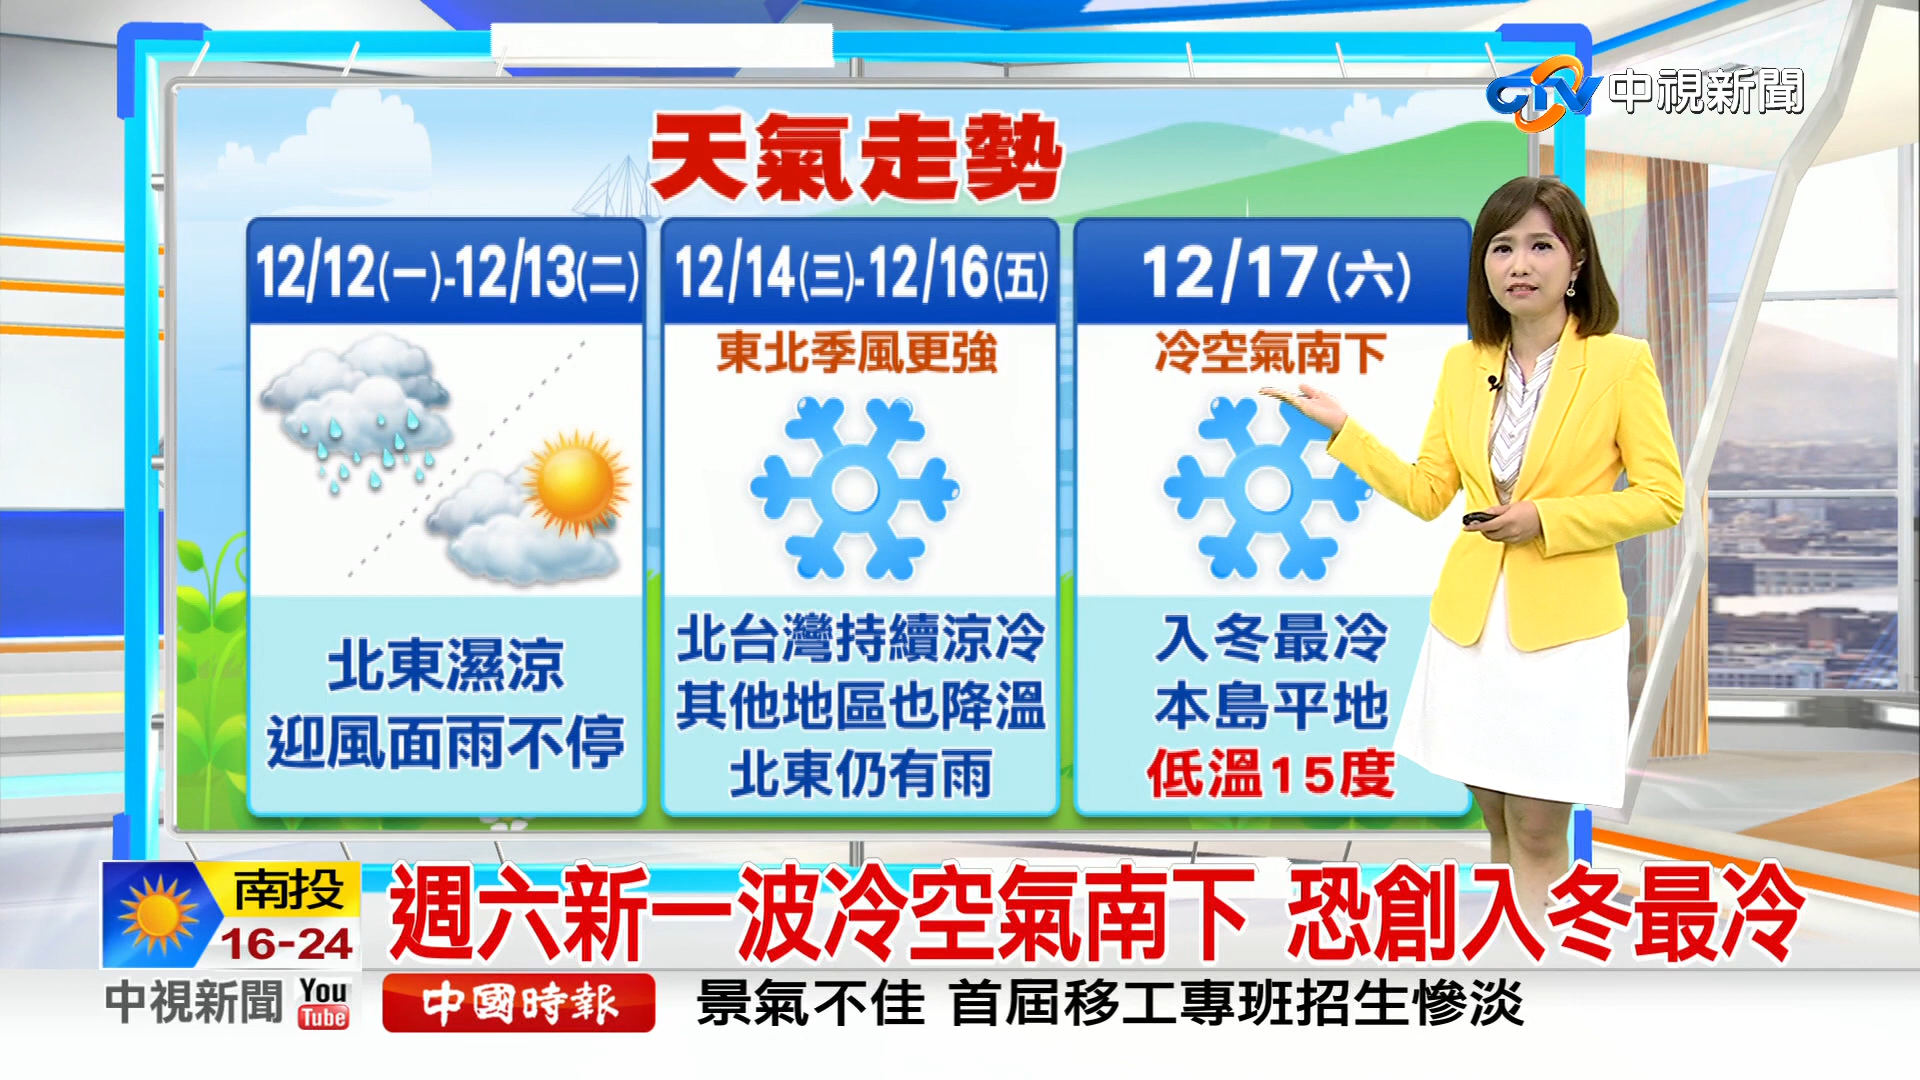 CTV 中視新聞
天氣走勢
12/12(一)-12/13(二)
北東濕涼
迎風面雨不停
12/14(三)-12/16(五)
東北季風更強
北台灣持續涼冷
其他地區也降溫
北東仍有雨
12/17(六)
冷空氣南下
入冬最冷
本島平地
低溫15度
南投
16-24
週六新一波冷空氣南下 恐創入冬最冷
中視新聞 YouTube
中國時報
景氣不佳 首屆移工專班招生慘淡